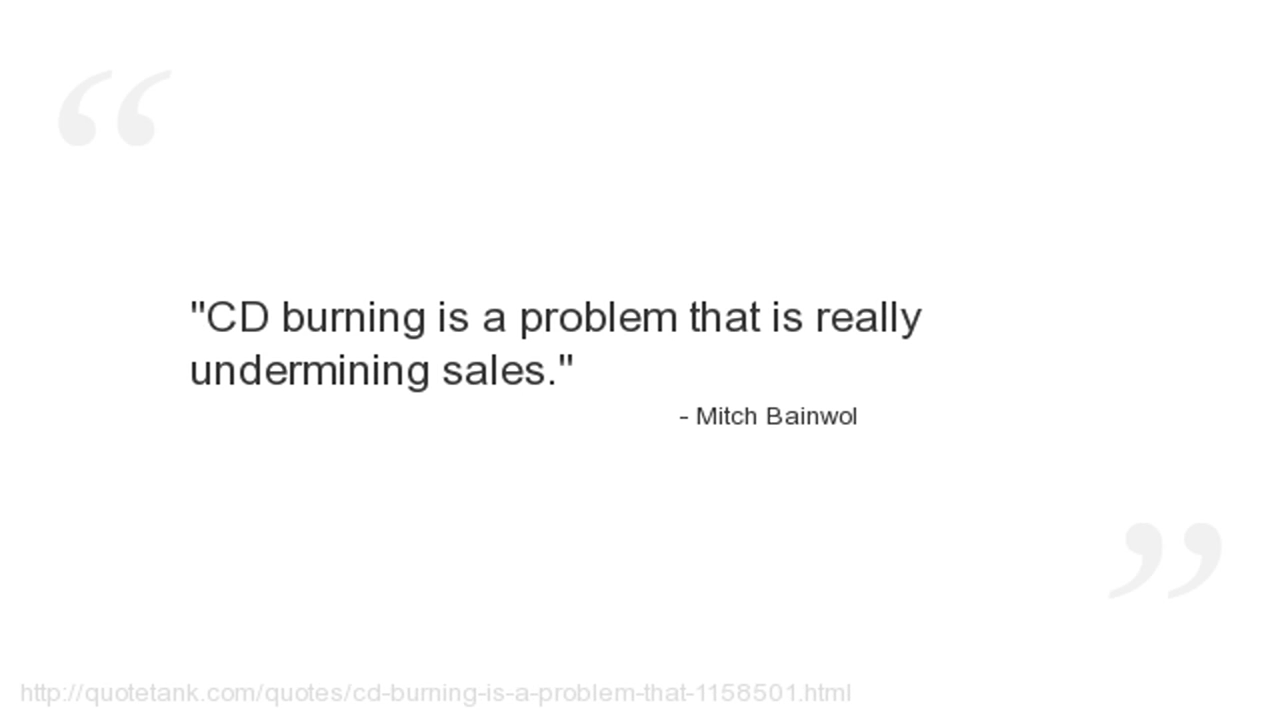 "CD burning is a problem that is really
undermining sales."
- Mitch Bainwol
http://quotetank.com/quotes/cd-burning-is-a-problem-that-1158501.html